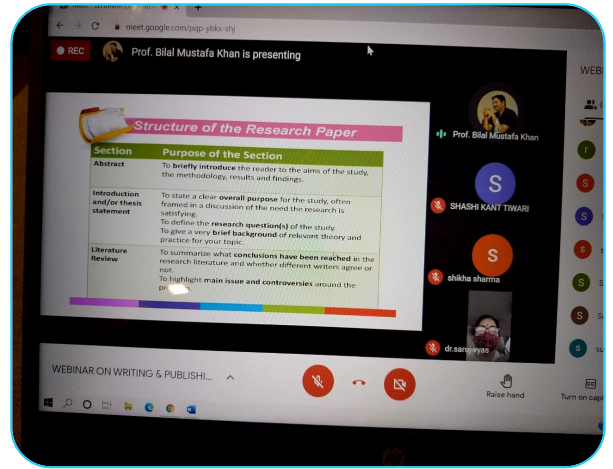 meet.google.com/pqp-ybkx-shj
REC
Prof. Bilal Mustafa Khan is presenting
WEBI
Structure of the Research Paper
Section Purpose of the Section
Abstract To briefly introduce the reader to the aims of the study,
the methodology, results and findings.
Introduction To state a clear overall purpose for the study, often
and/or thesis framed in a discussion of the need the research is
statement satisfying.
To define the research question(s) of the study
To give a very brief background of relevant theory and
practice for your topic.
Literature To summarize what conclusions have been reached in the
Review research literature and whether different writers agree or
not.
To highlight main issue and controversies around the
Prof. Bilal Mustafa Khan
S
SHASHI KANT TIWARI
S
shikha sharma
dr.saroj vyas
r
S
S
s
S
S
S
WEBINAR ON WRITING & PUBLISHI...
Raise hand
Turn on cap
hp